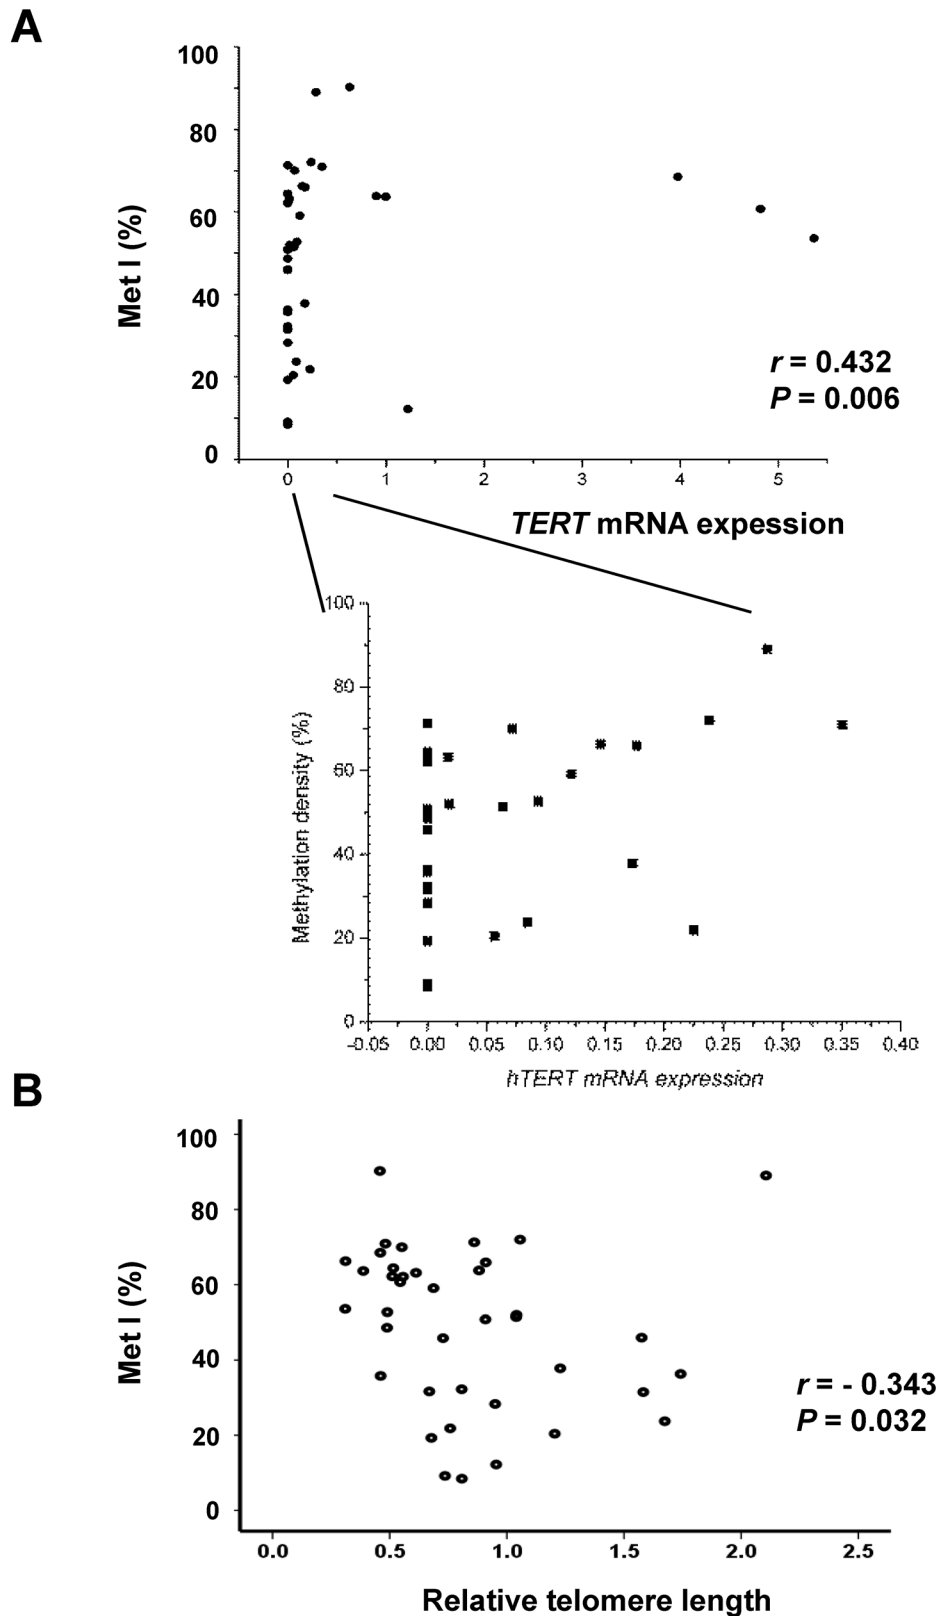 A
100
80
60
40
20
0
Met I (%)
r = 0.432
P = 0.006
0 1 2 3 4 5
TERT mRNA expession
100
80
60
40
20
0
Methylation density (%)
-0.05 0.00 0.05 0.10 0.15 0.20 0.25 0.30 0.35 0.40
hTERT mRNA expression
B
100
80
60
40
20
0
Met I (%)
r = - 0.343
P = 0.032
0.0 0.5 1.0 1.5 2.0 2.5
Relative telomere length